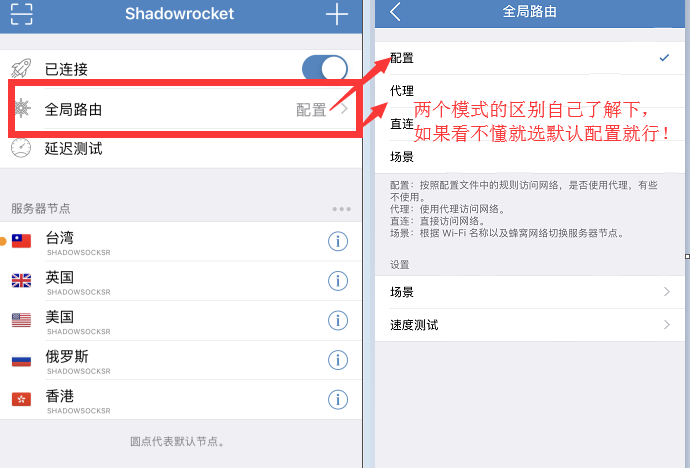 Shadowrocket
已连接
全局路由
配置
延迟测试
服务器节点
台湾
SHADOWSOCKSR
英国
SHADOWSOCKSR
美国
SHADOWSOCKSR
俄罗斯
SHADOWSOCKSR
香港
SHADOWSOCKSR
圆点代表默认节点。
全局路由
配置
代理
直连
场景
两个模式的区别自己了解下，
如果看不懂就选默认配置就行！
配置：按照配置文件中的规则访问网络，是否使用代理，有些
不使用。
代理：使用代理访问网络。
直连：直接访问网络。
场景：根据 Wi-Fi 名称以及蜂窝网络切换服务器节点。
设置
场景
速度测试